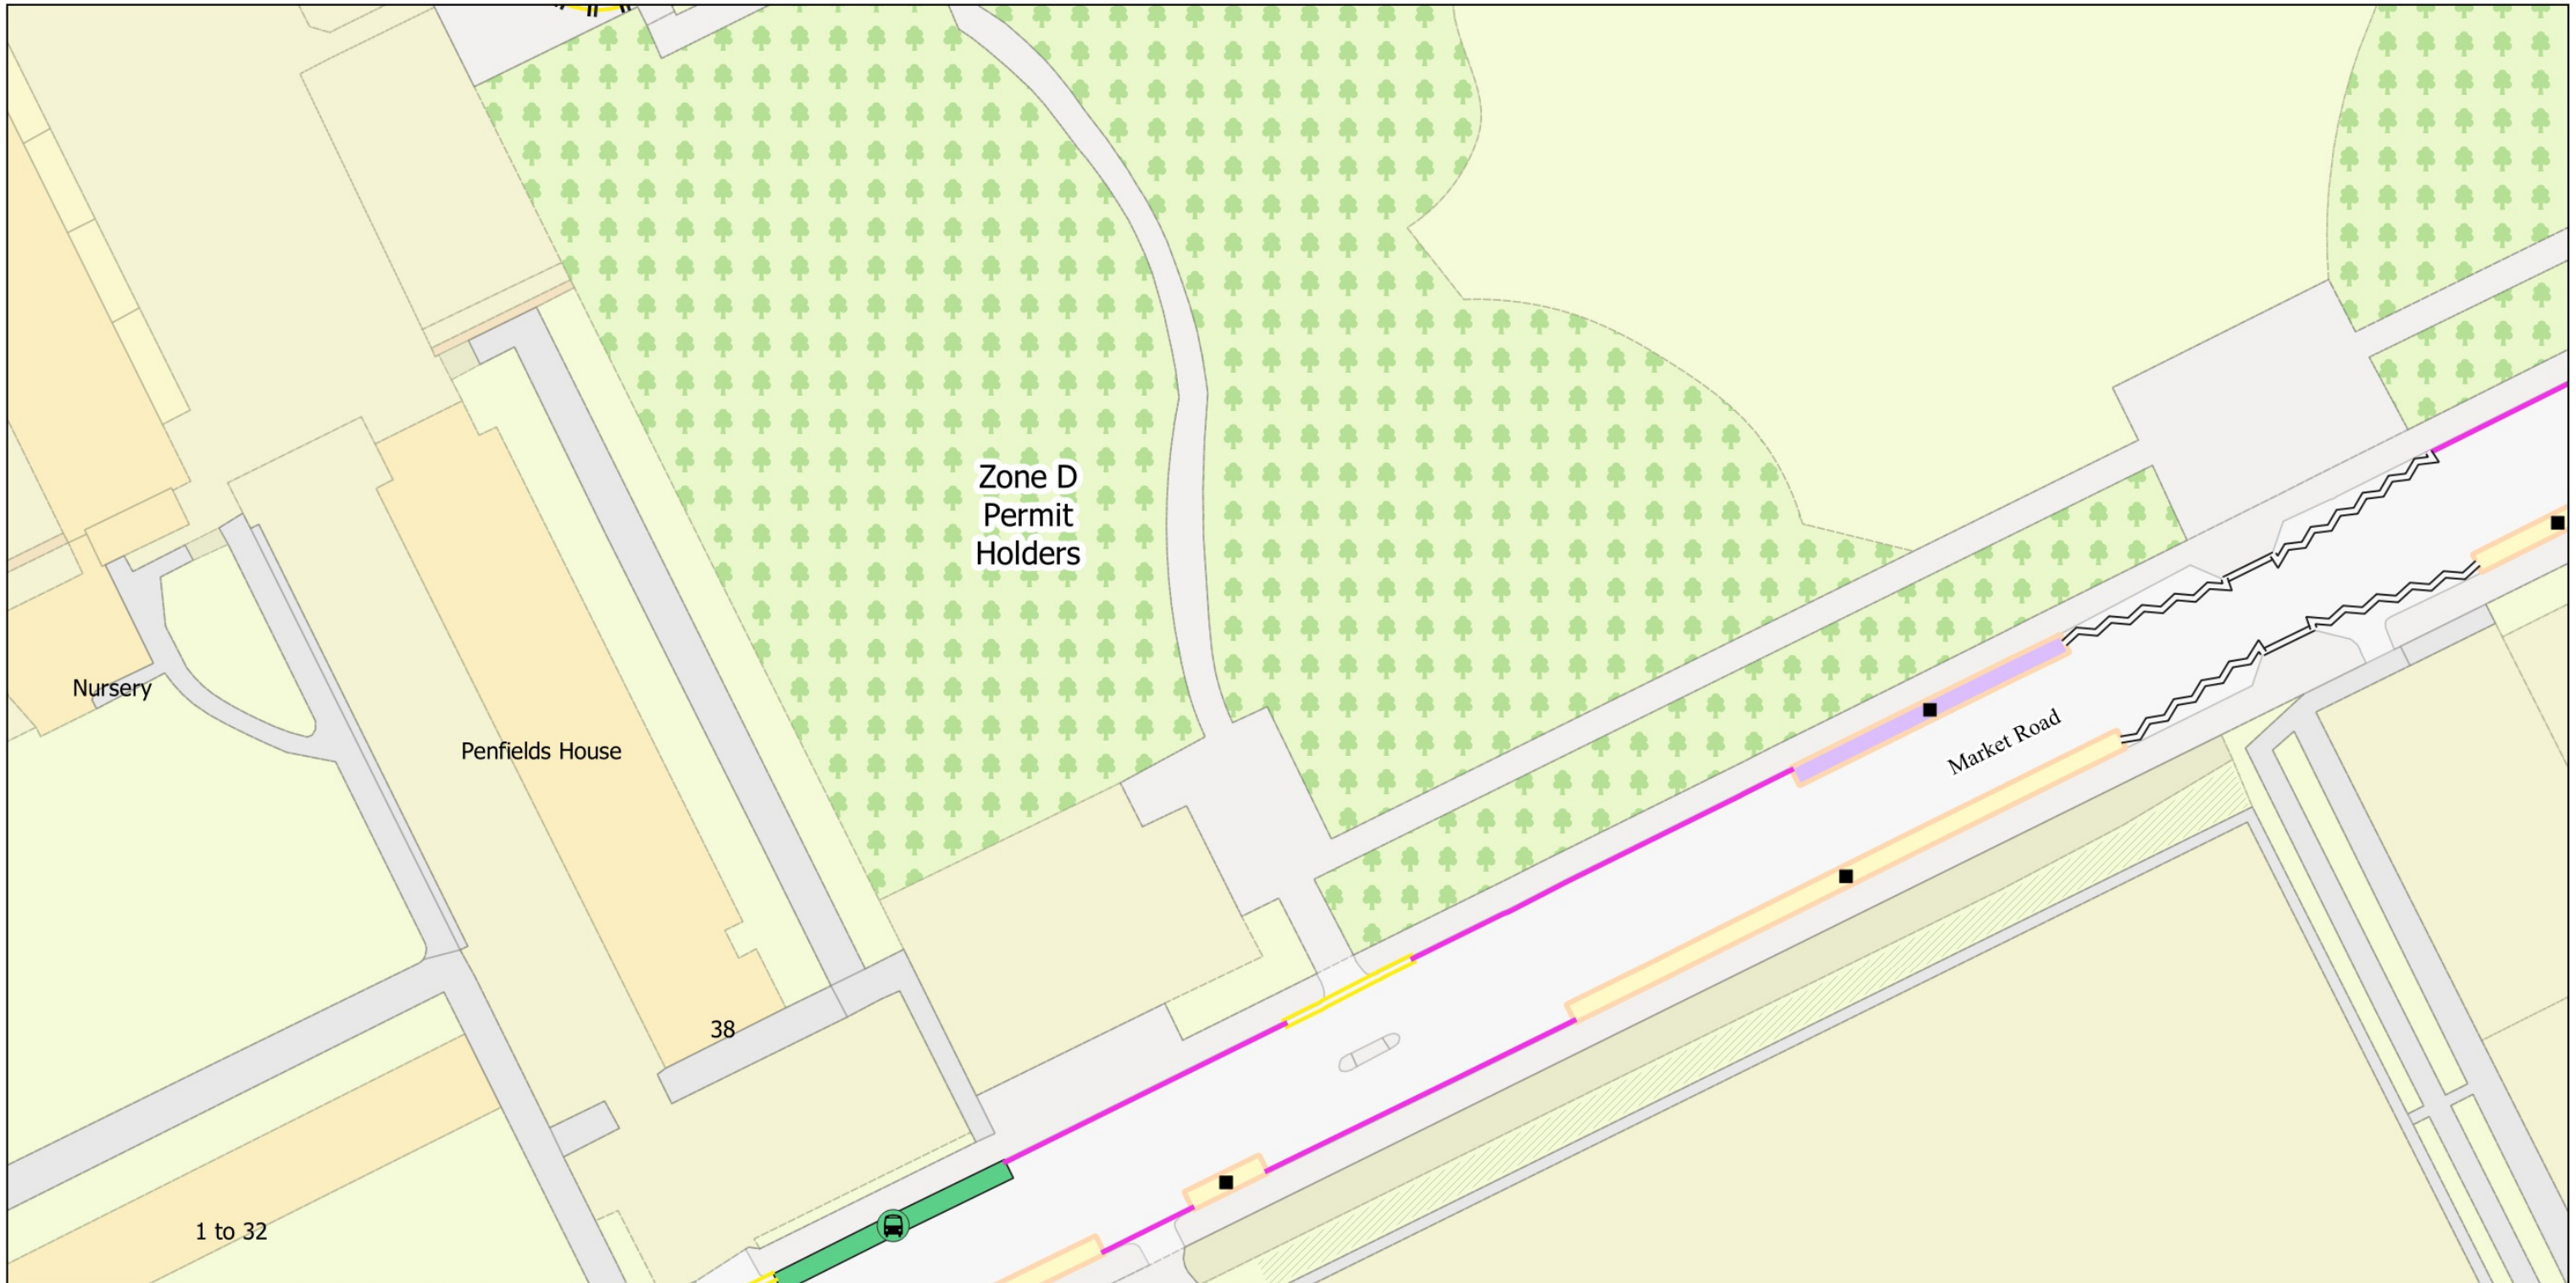 Zone D
Permit
Holders
Nursery
Penfields House
Market Road
38
1 to 32